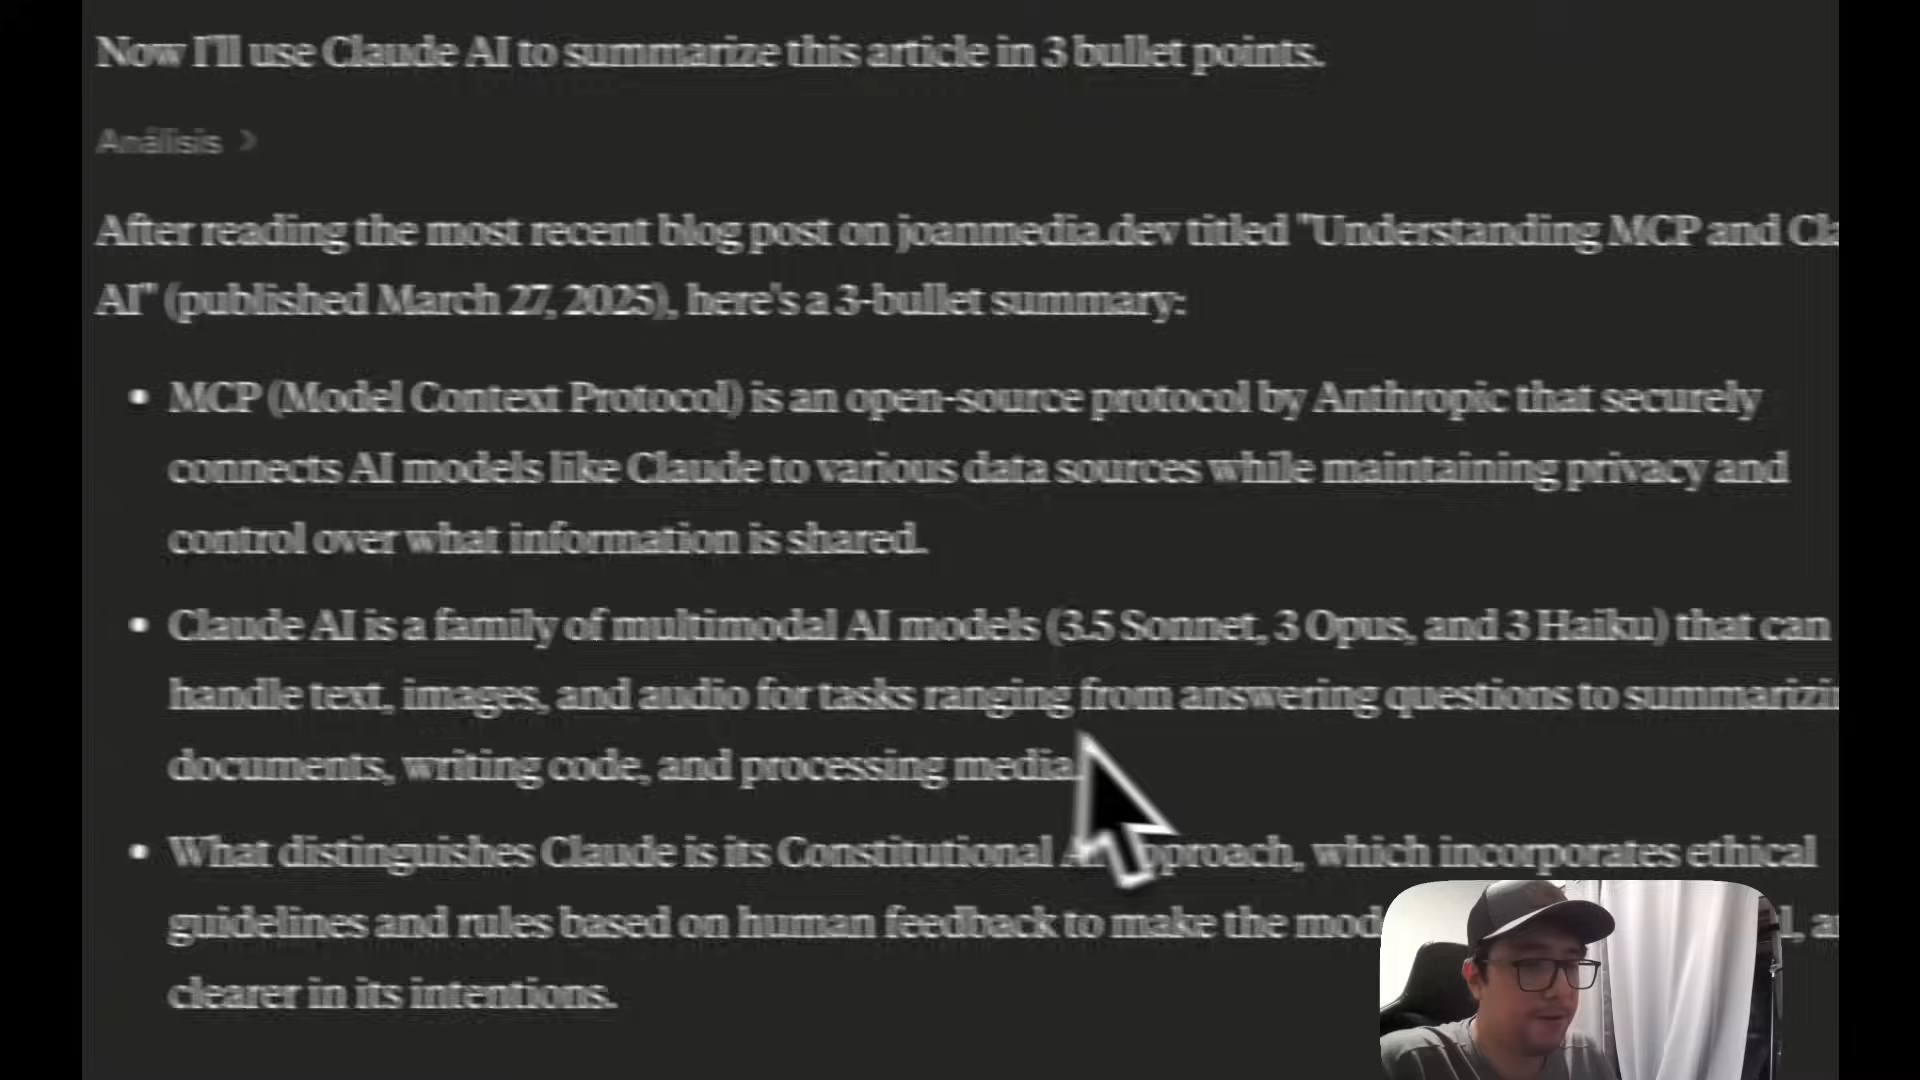 Now I'll use Claude AI to summarize this article in 3 bullet points.
Análisis >
After reading the most recent blog post on joanmedia.dev titled "Understanding MCP and Cla
AI" (published March 27, 2025), here's a 3-bullet summary:
• MCP (Model Context Protocol) is an open-source protocol by Anthropic that securely
connects AI models like Claude to various data sources while maintaining privacy and
control over what information is shared.
• Claude AI is a family of multimodal AI models (3.5 Sonnet, 3 Opus, and 3 Haiku) that can
handle text, images, and audio for tasks ranging from answering questions to summarizin
documents, writing code, and processing media.
• What distinguishes Claude is its Constitutional pproach, which incorporates ethical
guidelines and rules based on human feedback to make the mod
clearer in its intentions.